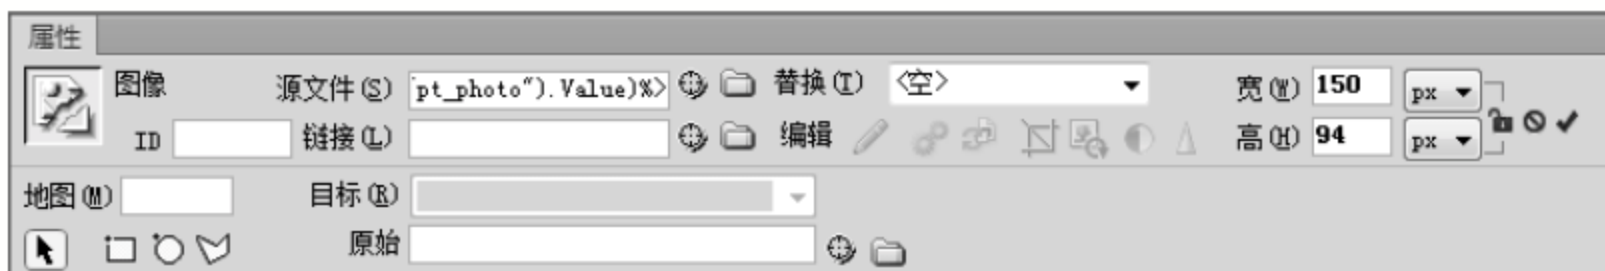 属性
图像 源文件(S) pt_photo").Value)%> 替换(T) <空> 宽(W) 150 px
ID 链接(L) 编辑 高(H) 94 px
地图(M) 目标(R)
原始